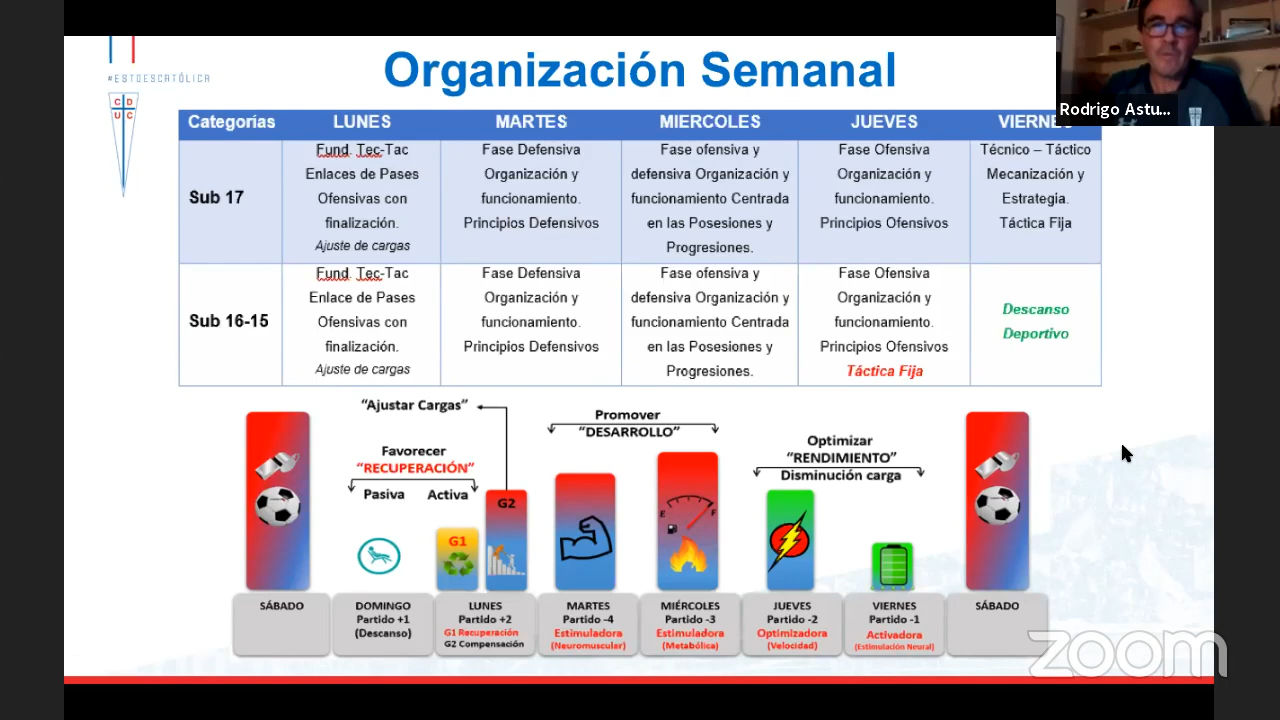 #ESTOESCATÓLICA
CD
UC
Organización Semanal
Rodrigo Astu...
Categorías LUNES MARTES MIERCOLES JUEVES VIERNE
Sub 17
Fund. Tec-Tac
Enlaces de Pases
Ofensivas con
finalización.
Ajuste de cargas
Fase Defensiva
Organización y
funcionamiento.
Principios Defensivos
Fase ofensiva y
defensiva Organización y
funcionamiento Centrada
en las Posesiones y
Progresiones.
Fase Ofensiva
Organización y
funcionamiento.
Principios Ofensivos
Técnico – Táctico
Mecanización y
Estrategia.
Táctica Fija
Sub 16-15
Fund. Tec-Tac
Enlace de Pases
Ofensivas con
finalización.
Ajuste de cargas
Fase Defensiva
Organización y
funcionamiento.
Principios Defensivos
Fase ofensiva y
defensiva Organización y
funcionamiento Centrada
en las Posesiones y
Progresiones.
Fase Ofensiva
Organización y
funcionamiento.
Principios Ofensivos
Táctica Fija
Descanso
Deportivo
“Ajustar Cargas”
Favorecer
“RECUPERACIÓN”
Pasiva Activa
Promover
“DESARROLLO”
Optimizar
“RENDIMIENTO”
Disminución carga
G1
G2
E F
SÁBADO
DOMINGO
Partido +1
(Descanso)
LUNES
Partido +2
G1 Recuperación
G2 Compensación
MARTES
Partido -4
Estimuladora
(Neuromuscular)
MIÉRCOLES
Partido -3
Estimuladora
(Metabólica)
JUEVES
Partido -2
Optimizadora
(Velocidad)
VIERNES
Partido -1
Activadora
(Estimulación Neural)
SÁBADO
zoom